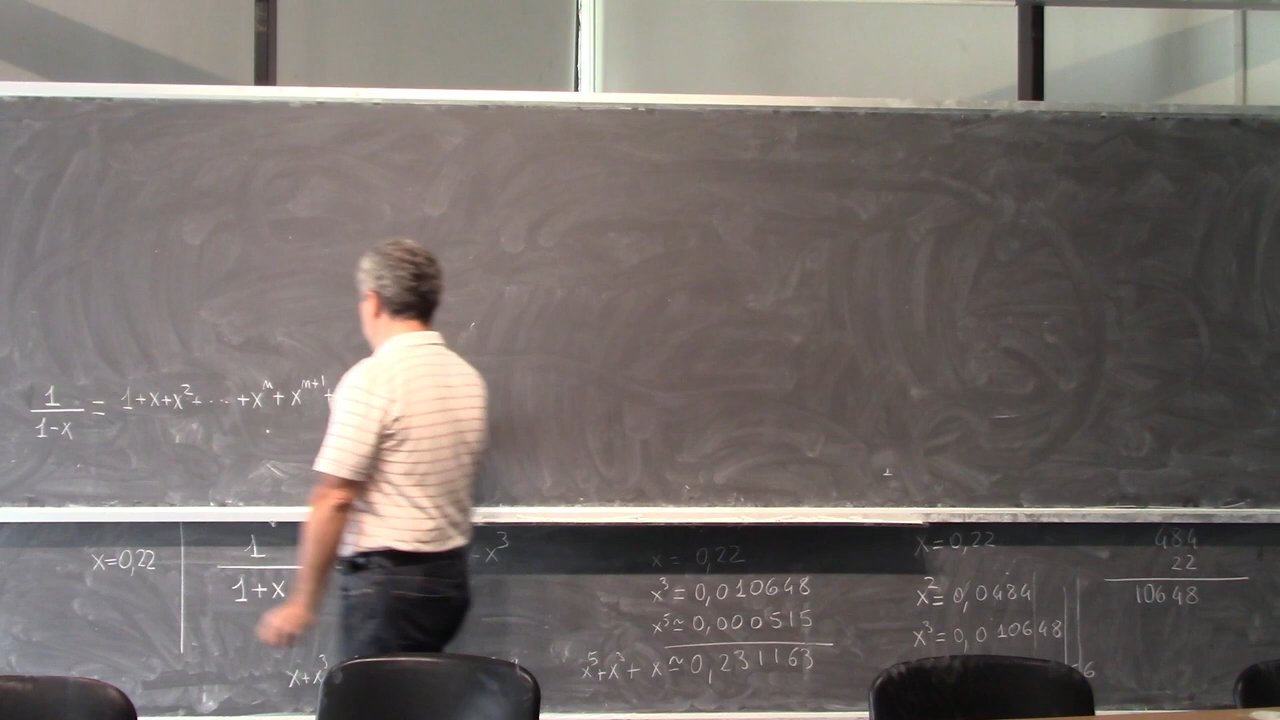 1/(1-x) = 1+x+x²+ ... +xⁿ+xⁿ⁺¹+
x=0,22
1/(1+x)
-x³
x= 0,22
x³=0,010648
x⁵≃0,000515
x⁵+x³+x≃0,231163
x+x³
x=0,22
x²=0,0484
x³=0,010648
6
484
22
10648